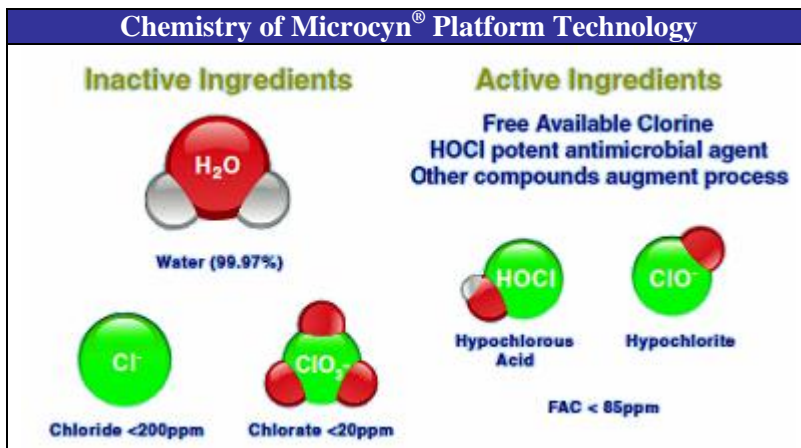 Chemistry of Microcyn® Platform Technology
Inactive Ingredients
H₂O
Water (99.97%)
Cl⁻
Chloride <200ppm
ClO₃⁻
Chlorate <20ppm
Active Ingredients
Free Available Clorine
HOCl potent antimicrobial agent
Other compounds augment process
HOCl
Hypochlorous
Acid
ClO⁻
Hypochlorite
FAC < 85ppm